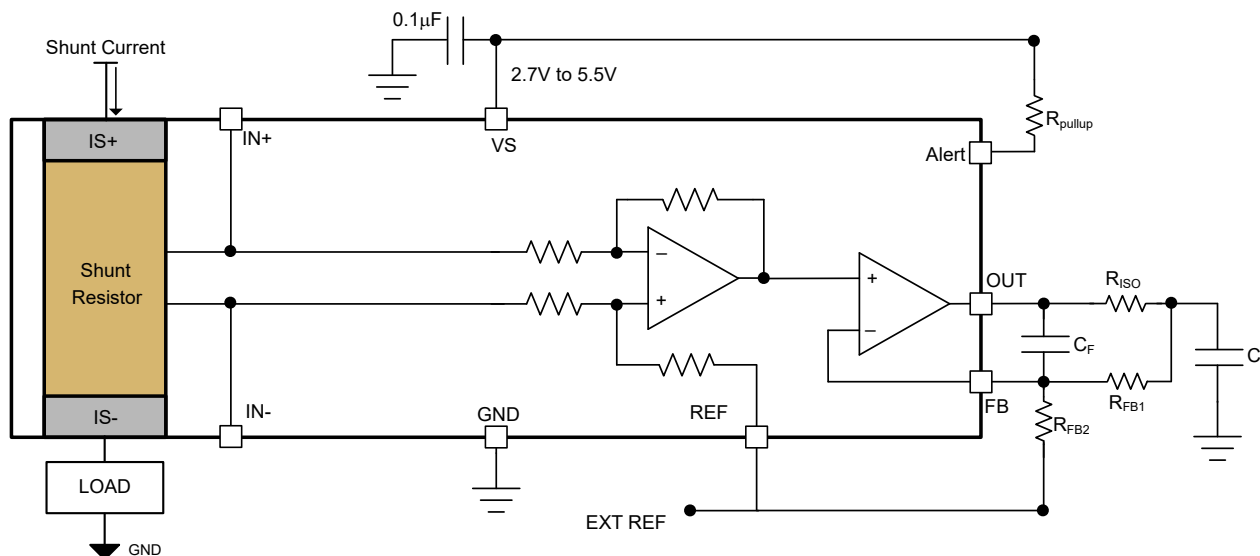 0.1µF
Shunt Current
2.7V to 5.5V
Rpullup
IS+
IN+
VS
Alert
−
+
Shunt
Resistor
+
−
OUT
RISO
CF
C
FB
RFB1
RFB2
IS-
IN-
GND
REF
LOAD
EXT REF
GND